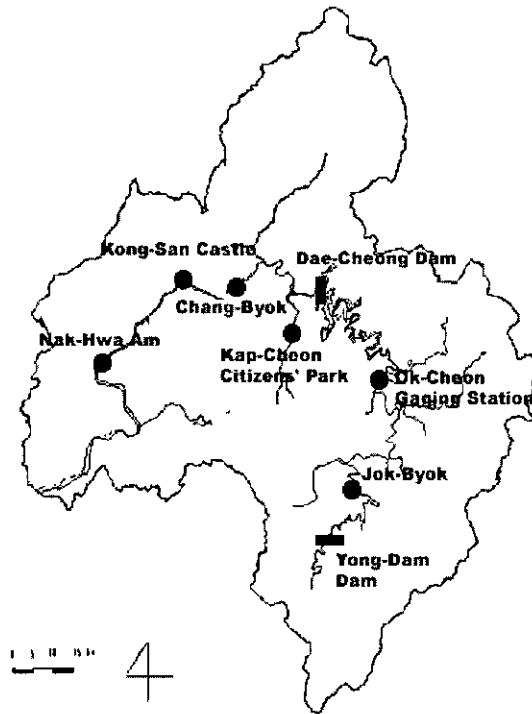 Kong-San Castle
Dae-Cheong Dam
Chang-Byok
Nak-Hwa Am
Kap-Cheon
Citizens' Park
Ok-Cheon
Gaging Station
Jok-Byok
Yong-Dam
Dam